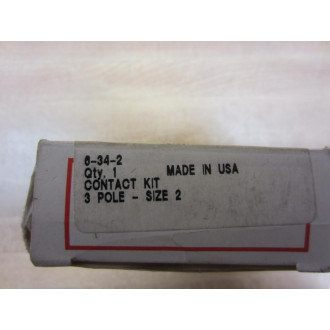 6-34-2
Qty. 1 MADE IN USA
CONTACT KIT
3 POLE - SIZE 2